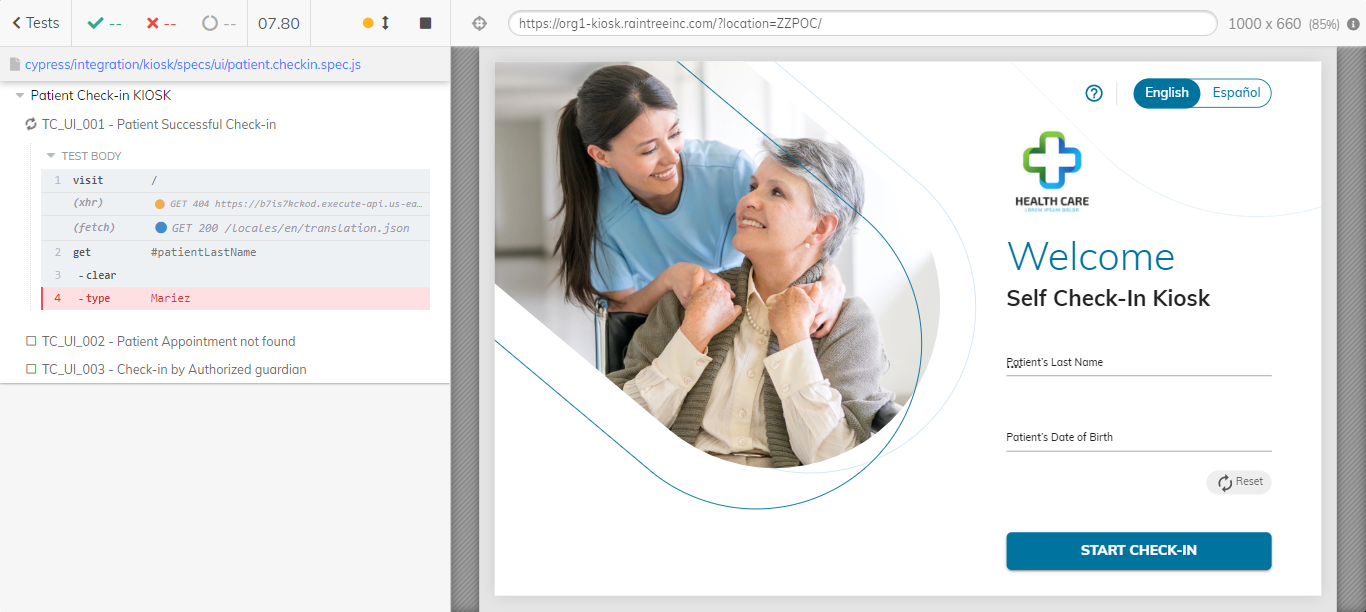 Tests -- -- -- 07.80 https://org1-kiosk.raintreeinc.com/?location=ZZPOC/ 1000 x 660 (85%)
cypress/integration/kiosk/specs/ui/patient.checkin.spec.js
Patient Check-in KIOSK
TC_UI_001 - Patient Successful Check-in
TEST BODY
1 visit /
(xhr) GET 404 https://b7is7kckod.execute-api.us-ea…
(fetch) GET 200 /locales/en/translation.json
2 get #patientLastName
3 -clear
4 -type Mariez
TC_UI_002 - Patient Appointment not found
TC_UI_003 - Check-in by Authorized guardian
English Español
HEALTH CARE
LOREM IPSUM DOLOR
Welcome
Self Check-In Kiosk
Patient's Last Name
Patient's Date of Birth
Reset
START CHECK-IN